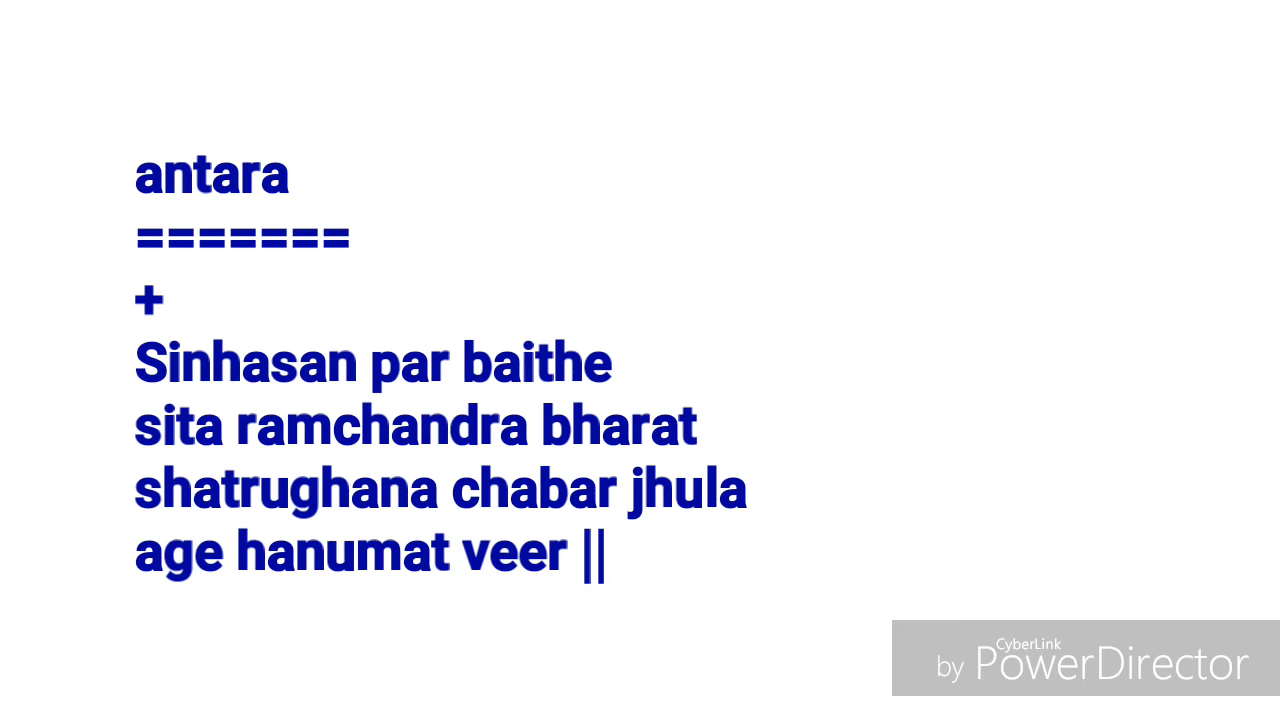 antara
=======
+
Sinhasan par baithe
sita ramchandra bharat
shatrughana chabar jhula
age hanumat veer ||
CyberLink
by PowerDirector